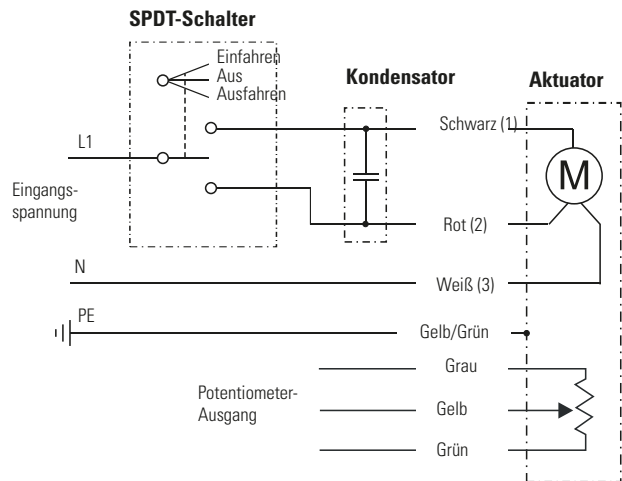 SPDT-Schalter
Einfahren
Aus
Ausfahren
Kondensator
Aktuator
L1
Schwarz (1)
M
Eingangs-
spannung
Rot (2)
N
Weiß (3)
PE
Gelb/Grün
Grau
Potentiometer-
Ausgang
Gelb
Grün